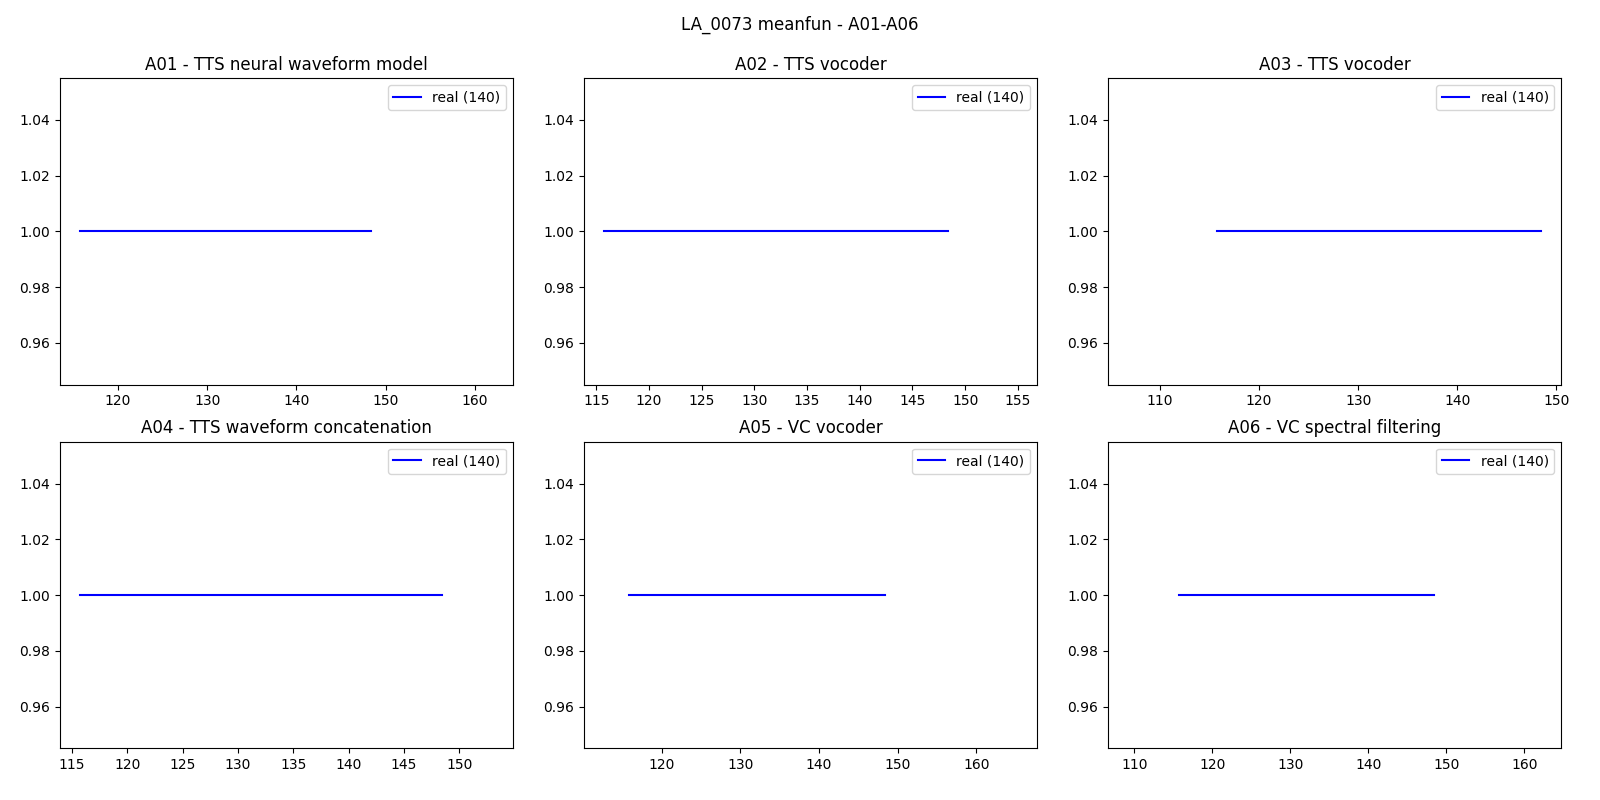 LA_0073 meanfun - A01-A06
A01 - TTS neural waveform model
real (140)
1.04
1.02
1.00
0.98
0.96
120 130 140 150 160
A02 - TTS vocoder
real (140)
1.04
1.02
1.00
0.98
0.96
115 120 125 130 135 140 145 150 155
A03 - TTS vocoder
real (140)
1.04
1.02
1.00
0.98
0.96
110 120 130 140 150
A04 - TTS waveform concatenation
real (140)
1.04
1.02
1.00
0.98
0.96
115 120 125 130 135 140 145 150
A05 - VC vocoder
real (140)
1.04
1.02
1.00
0.98
0.96
120 130 140 150 160
A06 - VC spectral filtering
real (140)
1.04
1.02
1.00
0.98
0.96
110 120 130 140 150 160